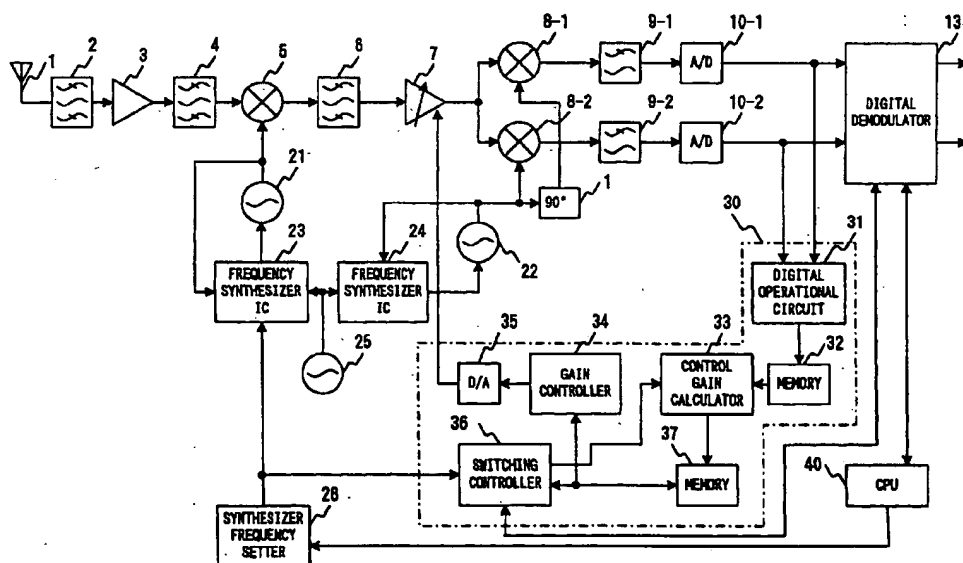 8-1
9-1
10-1
13
1
2
3
4
5
6
7
A/D
DIGITAL
DEMODULATOR
8-2
9-2
10-2
A/D
21
1
90°
30
31
23
24
22
FREQUENCY
SYNTHESIZER
IC
FREQUENCY
SYNTHESIZER
IC
DIGITAL
OPERATIONAL
CIRCUIT
25
35
34
33
32
D/A
GAIN
CONTROLLER
CONTROL
GAIN
CALCULATOR
MEMORY
36
37
SWITCHING
CONTROLLER
MEMORY
40
CPU
26
SYNTHESIZER
FREQUENCY
SETTER